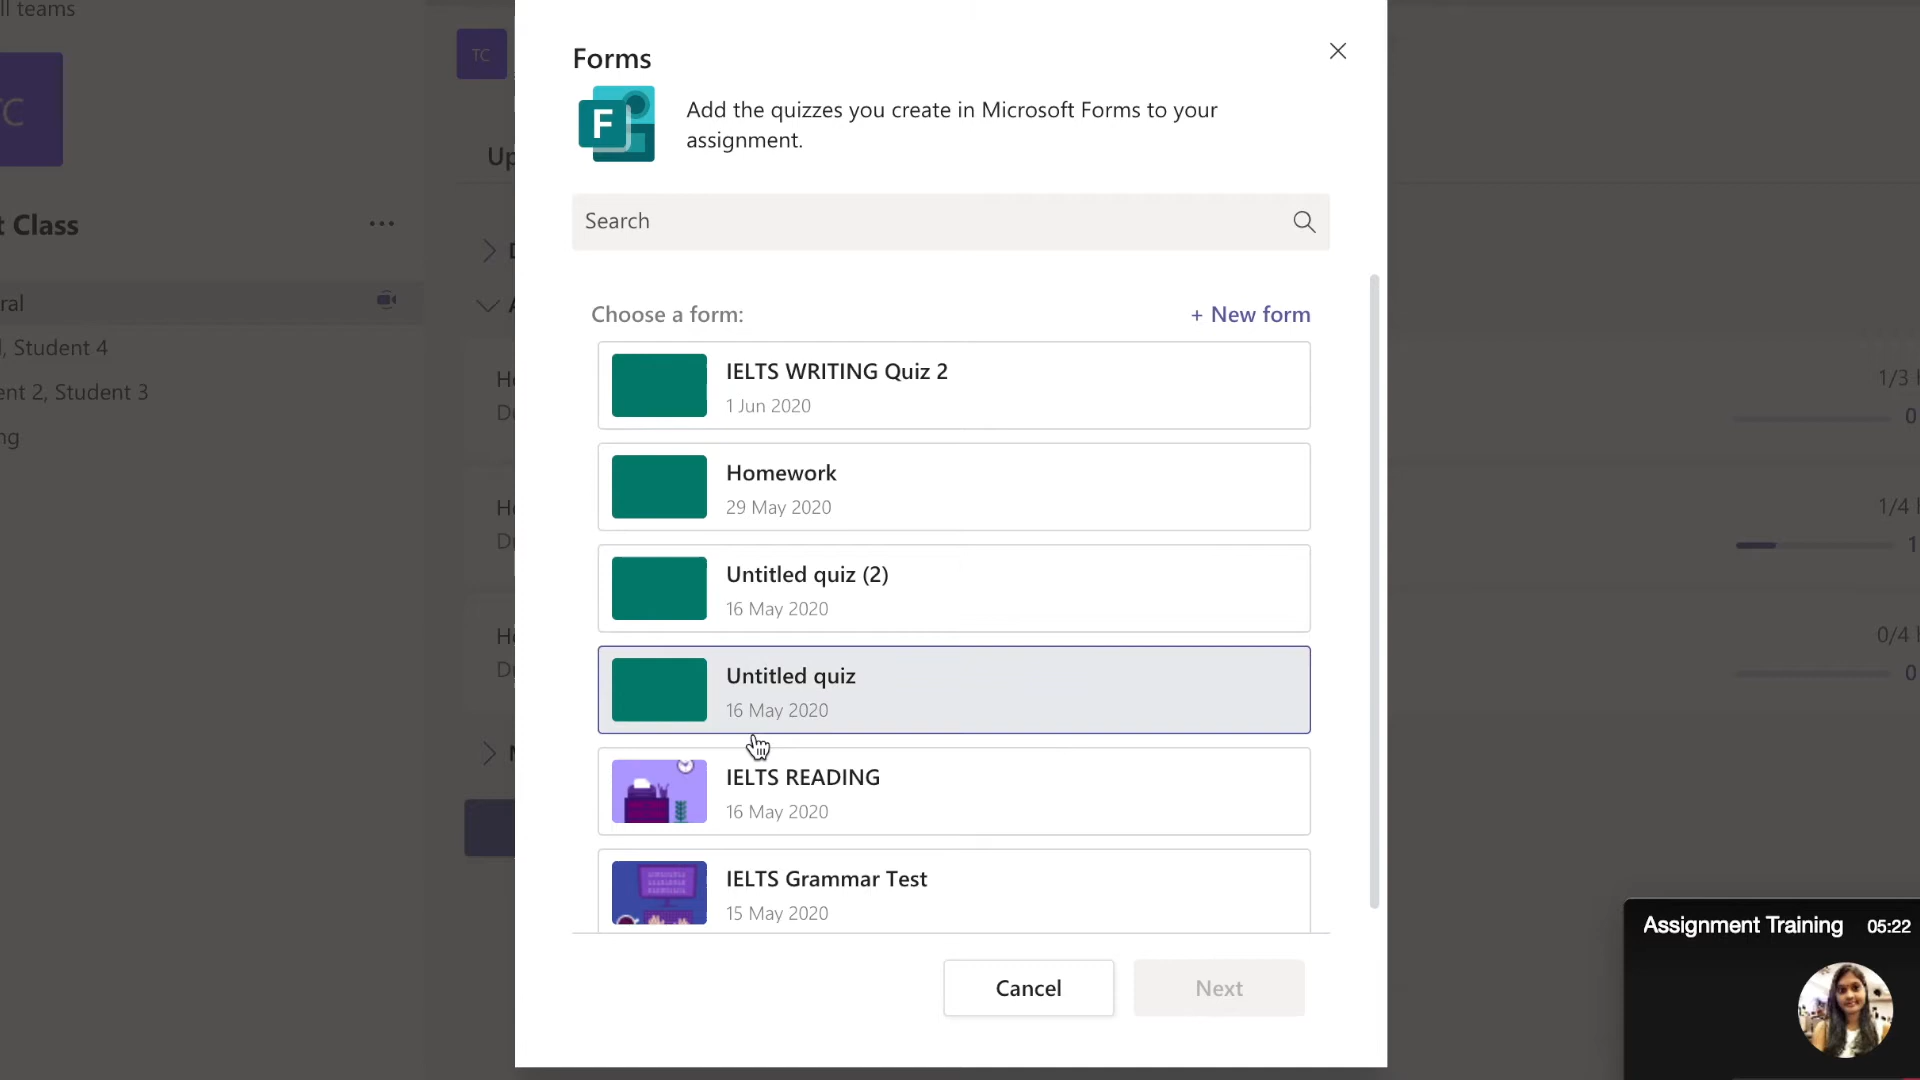 ll teams
TC
TC
Up
t Class
ral
, Student 4
ent 2, Student 3
ng
Forms
F
Add the quizzes you create in Microsoft Forms to your
assignment.
Search
Choose a form:
+ New form
IELTS WRITING Quiz 2
1 Jun 2020
Homework
29 May 2020
Untitled quiz (2)
16 May 2020
Untitled quiz
16 May 2020
IELTS READING
16 May 2020
IELTS Grammar Test
15 May 2020
Cancel
Next
1/3
0
1/4
1
0/4
0
Assignment Training 05:22